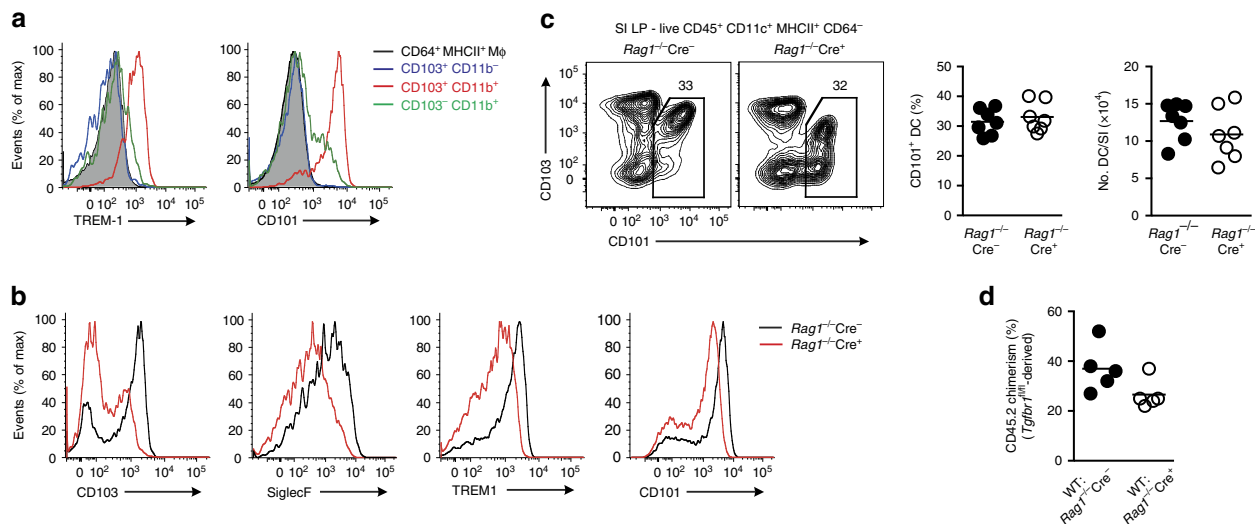 a
Events (% of max)
100
80
60
40
20
0
0 10² 10³ 10⁴ 10⁵
TREM-1
100
80
60
40
20
0
0 10² 10³ 10⁴ 10⁵
CD101
CD64⁺ MHCII⁺ Mϕ
CD103⁺ CD11b⁻
CD103⁺ CD11b⁺
CD103⁻ CD11b⁺
b
Events (% of max)
100
80
60
40
20
0
0 10² 10³ 10⁴ 10⁵
CD103
100
80
60
40
20
0
0 10² 10³ 10⁴ 10⁵
SiglecF
100
80
60
40
20
0
0 10² 10³ 10⁴ 10⁵
TREM1
100
80
60
40
20
0
0 10² 10³ 10⁴ 10⁵
CD101
Rag1⁻/⁻Cre⁻
Rag1⁻/⁻Cre⁺
c
SI LP - live CD45⁺ CD11c⁺ MHCII⁺ CD64⁻
Rag1⁻/⁻Cre⁻
Rag1⁻/⁻Cre⁺
CD103
10⁵
10⁴
10³
10²
0
33
32
0 10² 10³ 10⁴ 10⁵
0 10² 10³ 10⁴ 10⁵
CD101
CD101⁺ DC (%)
50
40
30
20
10
0
Rag1⁻/⁻ Rag1⁻/⁻
Cre⁻ Cre⁺
No. DC/SI (×10⁻⁴)
20
15
10
5
0
Rag1⁻/⁻ Rag1⁻/⁻
Cre⁻ Cre⁺
d
CD45.2 chimerism (%)
(Tgfbr1ᶠˡ/ᶠˡ-derived)
60
40
20
0
WT:
Rag1⁻/⁻Cre⁻
WT:
Rag1⁻/⁻Cre⁺